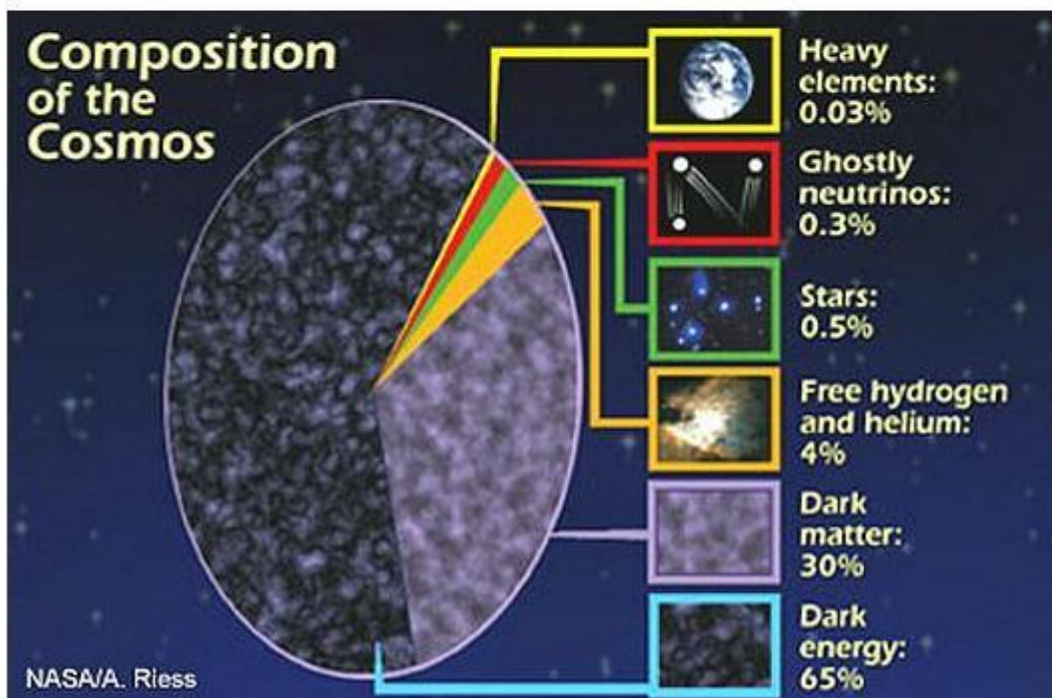 Composition
of the
Cosmos
Heavy
elements:
0.03%
Ghostly
neutrinos:
0.3%
Stars:
0.5%
Free hydrogen
and helium:
4%
Dark
matter:
30%
Dark
energy:
65%
NASA/A. Riess